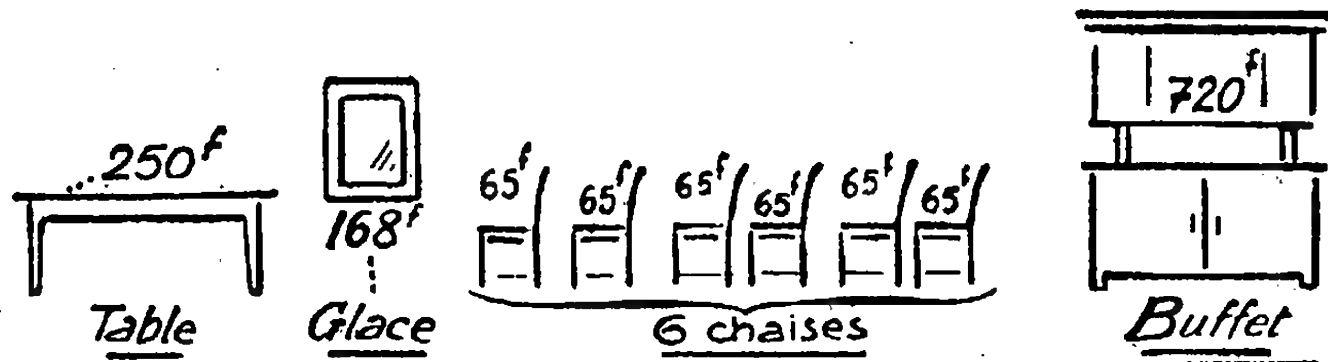 250f
Table
168f
Glace
65f 65f 65f 65f 65f 65f
6 chaises
720f
Buffet